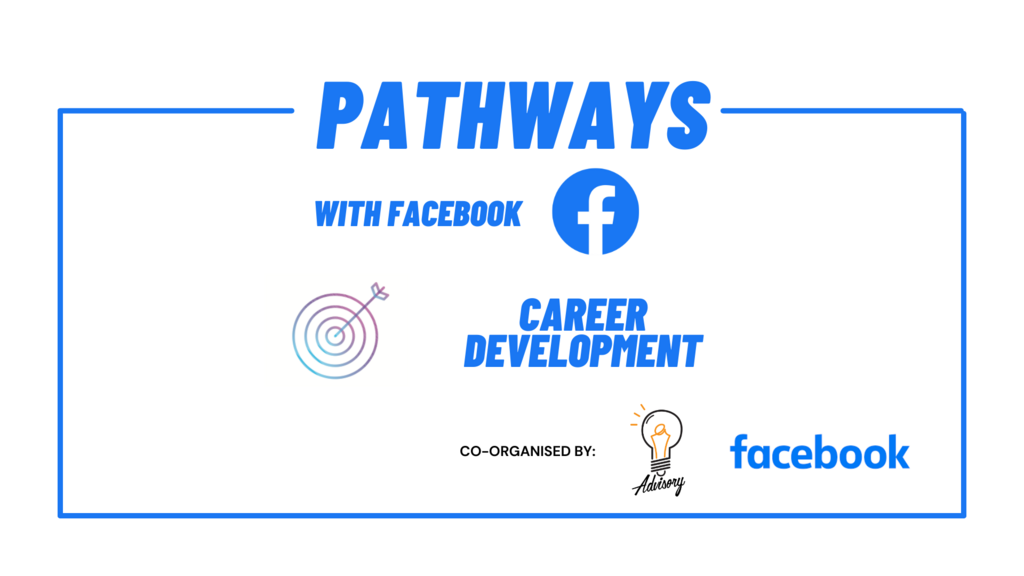 PATHWAYS
WITH FACEBOOK
CAREER
DEVELOPMENT
CO-ORGANISED BY:
Advisory
facebook